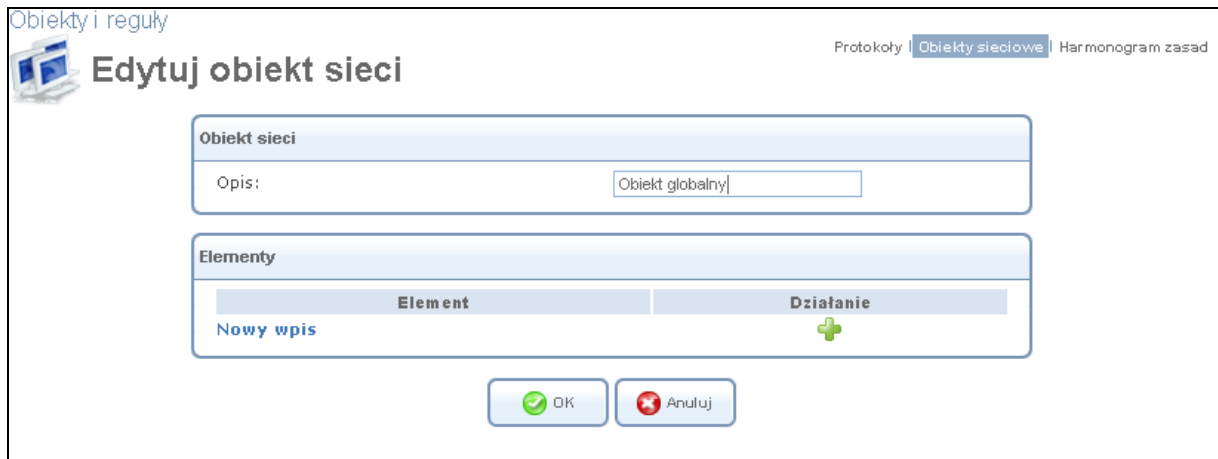 Obiekty i reguły
Protokoły | Obiekty sieciowe | Harmonogram zasad
Edytuj obiekt sieci
Obiekt sieci
Opis: Obiekt globalny
Elementy
Element Działanie
Nowy wpis
OK Anuluj